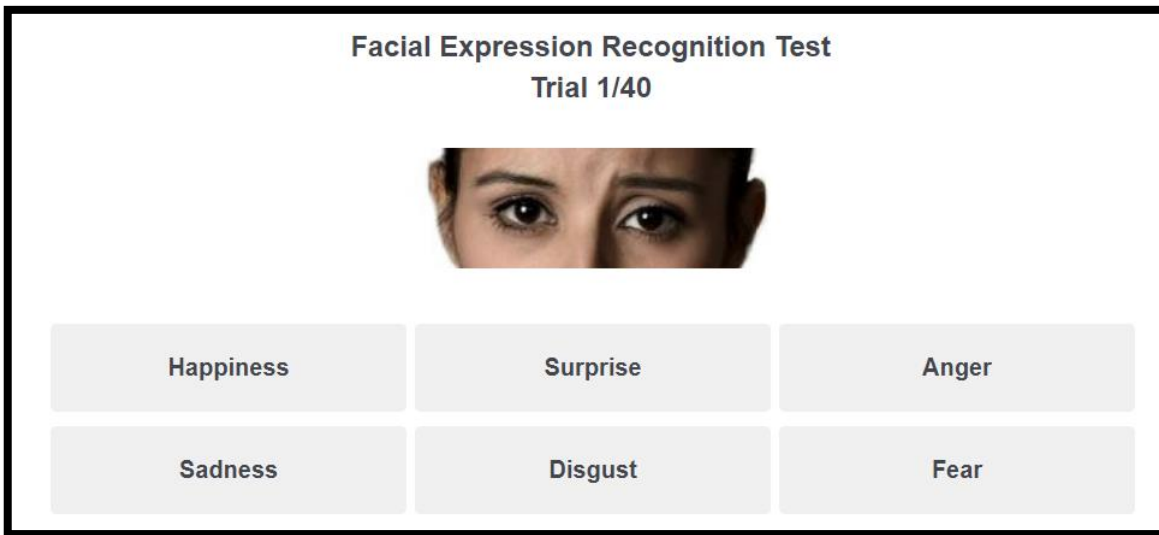 Facial Expression Recognition Test
Trial 1/40
Happiness
Surprise
Anger
Sadness
Disgust
Fear